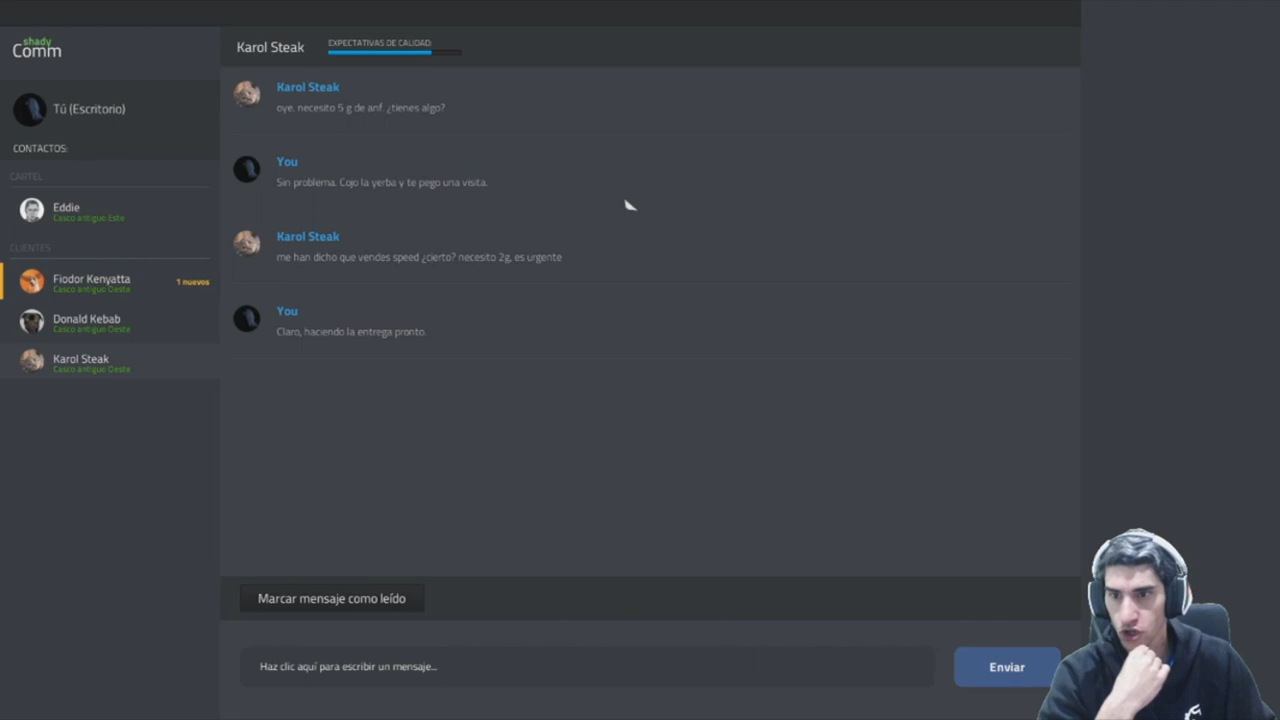 shady
Comm
Tú (Escritorio)
CONTACTOS:
CARTEL
Eddie
Casco antiguo Este
CLIENTES
Fiodor Kenyatta
Casco antiguo Oeste
1 nuevos
Donald Kebab
Casco antiguo Oeste
Karol Steak
Casco antiguo Oeste
Karol Steak
EXPECTATIVAS DE CALIDAD:
Karol Steak
oye. necesito 5 g de anf. ¿tienes algo?
You
Sin problema. Cojo la yerba y te pego una visita.
Karol Steak
me han dicho que vendes speed ¿cierto? necesito 2g, es urgente
You
Claro, haciendo la entrega pronto.
Marcar mensaje como leído
Haz clic aquí para escribir un mensaje...
Enviar